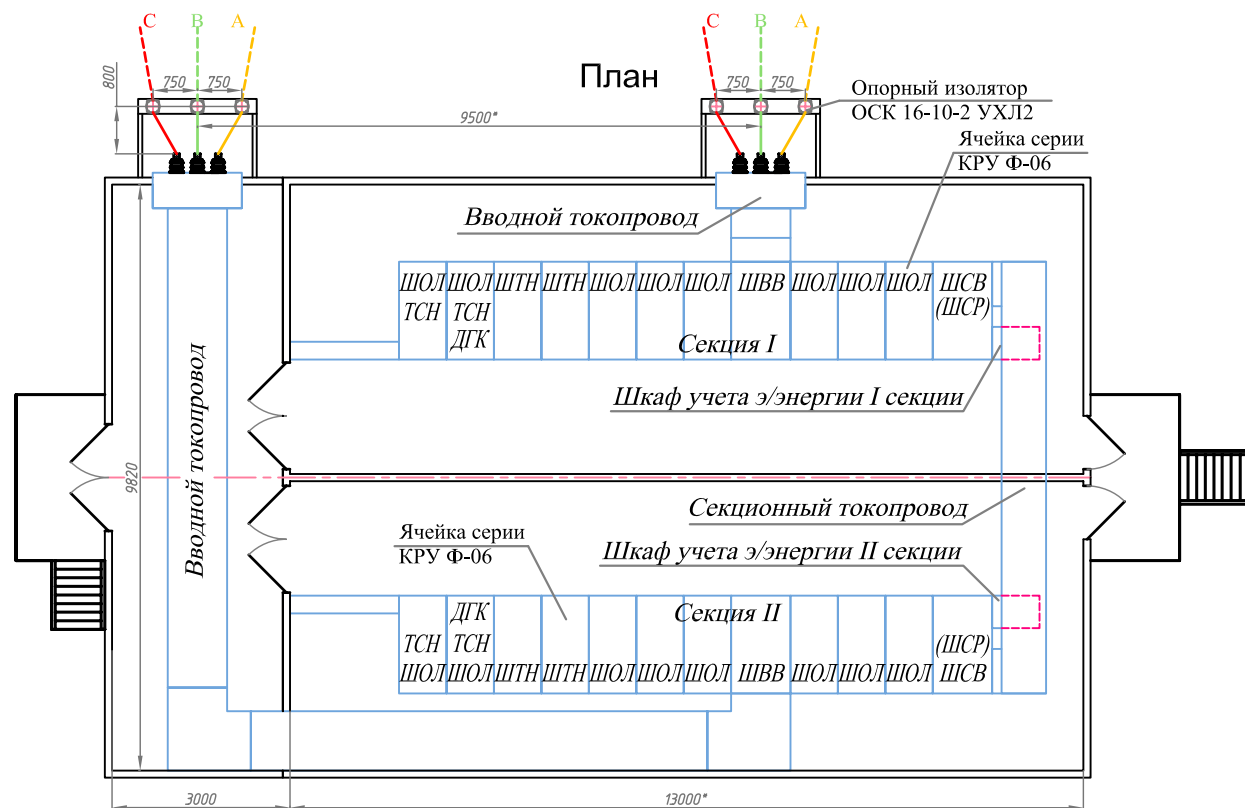 C B A
C B A
План
800
750 750
750 750
9500*
Опорный изолятор
ОСК 16-10-2 УХЛ2
Ячейка серии
КРУ Ф-06
Вводной токопровод
ШОЛ ШОЛ ШТН ШТН ШОЛ ШОЛ ШОЛ ШВВ ШОЛ ШОЛ ШОЛ ШСВ
ТСН ТСН (ШСР)
ДГК
Секция I
Шкаф учета э/энергии I секции
9820
Вводной токопровод
Секционный токопровод
Ячейка серии
КРУ Ф-06
Шкаф учета э/энергии II секции
ДГК
Секция II
ТСН ТСН (ШСР)
ШОЛ ШОЛ ШТН ШТН ШОЛ ШОЛ ШОЛ ШВВ ШОЛ ШОЛ ШОЛ ШСВ
3000
13000*